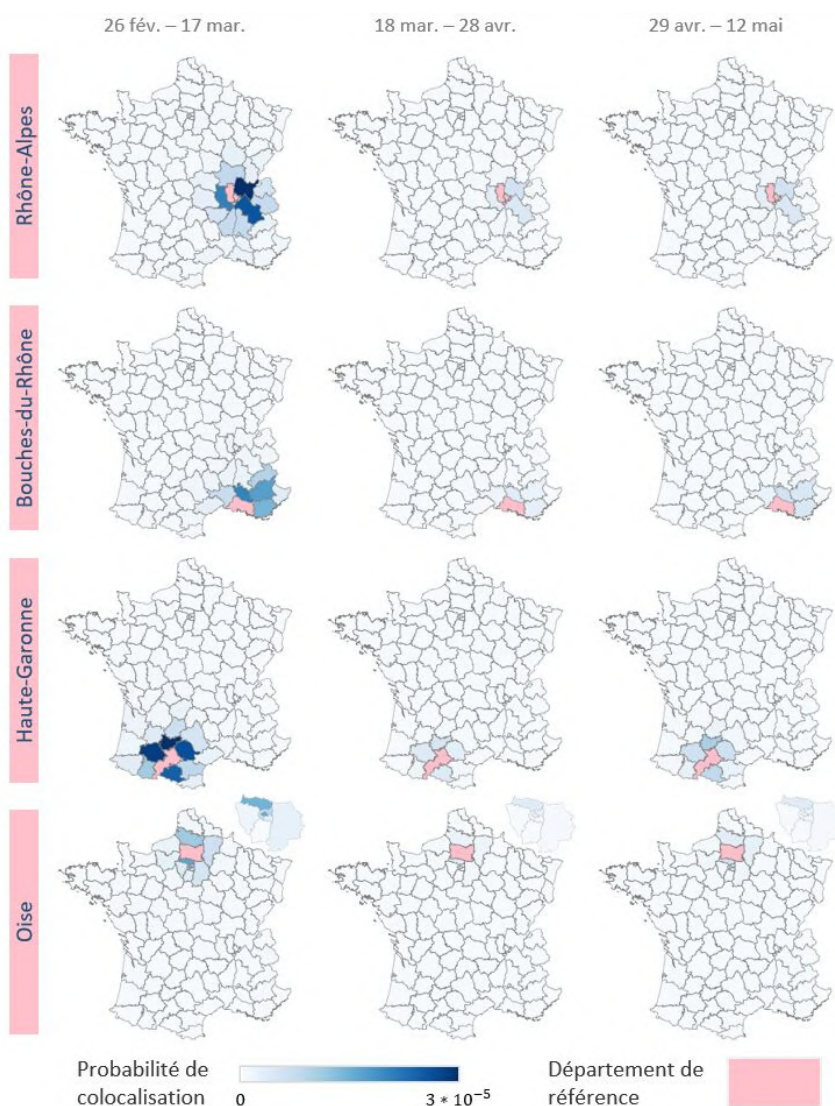 26 fév. – 17 mar.
18 mar. – 28 avr.
29 avr. – 12 mai
Rhône-Alpes
Bouches-du-Rhône
Haute-Garonne
Oise
Probabilité de
colocalisation
0
3 * 10⁻⁵
Département de
référence